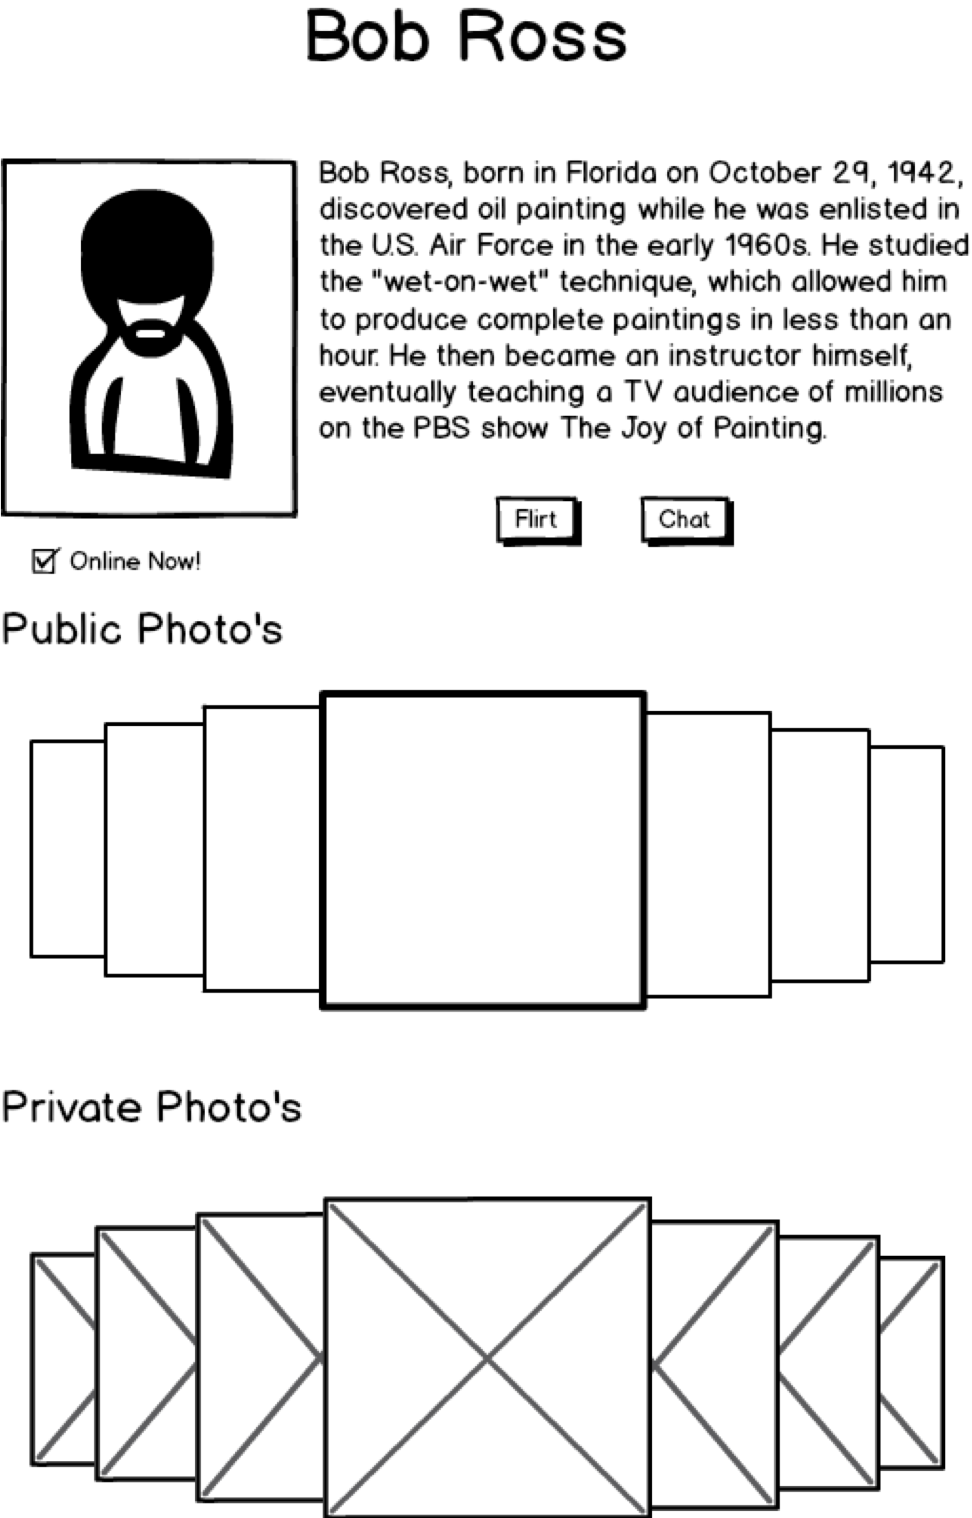 Bob Ross
Bob Ross, born in Florida on October 29, 1942,
discovered oil painting while he was enlisted in
the U.S. Air Force in the early 1960s. He studied
the "wet-on-wet" technique, which allowed him
to produce complete paintings in less than an
hour. He then became an instructor himself,
eventually teaching a TV audience of millions
on the PBS show The Joy of Painting.
Flirt
Chat
Online Now!
Public Photo's
Private Photo's